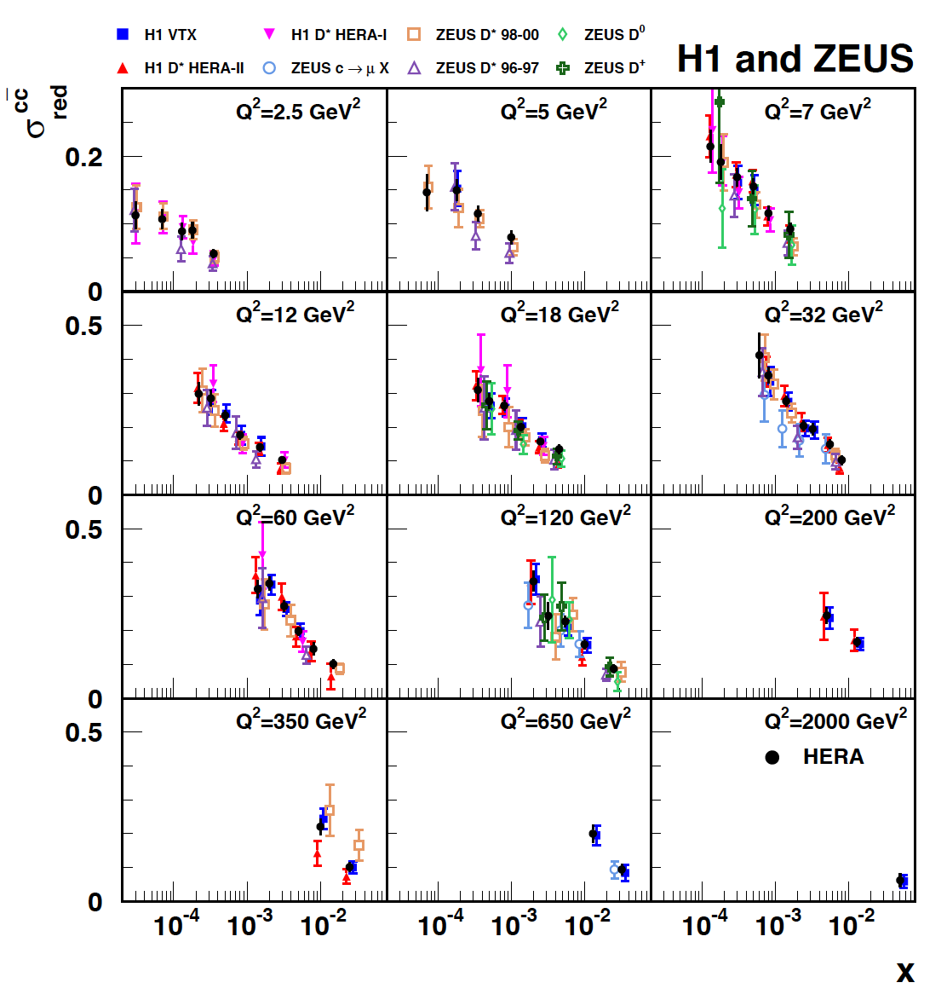 H1 VTX H1 D* HERA-I ZEUS D* 98-00 ZEUS D⁰
H1 D* HERA-II ZEUS c → μ X ZEUS D* 96-97 ZEUS D⁺
H1 and ZEUS
σ red cc̄
Q²=2.5 GeV² Q²=5 GeV² Q²=7 GeV²
0.2
0
Q²=12 GeV² Q²=18 GeV² Q²=32 GeV²
0.5
0
Q²=60 GeV² Q²=120 GeV² Q²=200 GeV²
0.5
0
Q²=350 GeV² Q²=650 GeV² Q²=2000 GeV²
0.5
HERA
0
10⁻⁴ 10⁻³ 10⁻² 10⁻⁴ 10⁻³ 10⁻² 10⁻⁴ 10⁻³ 10⁻²
x